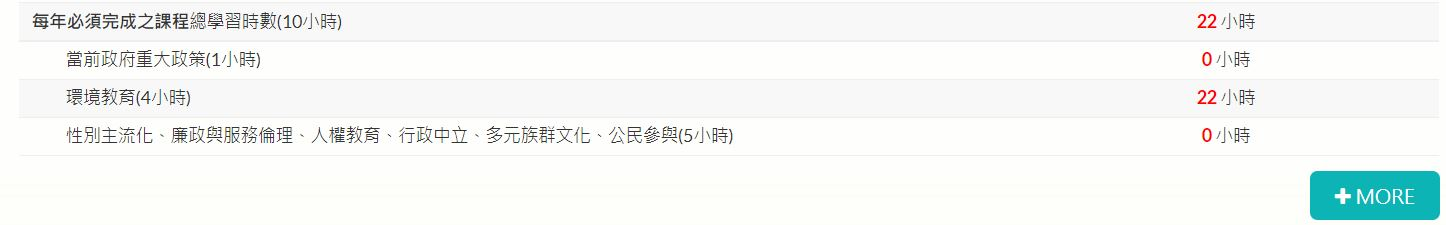 每年必須完成之課程總學習時數(10小時) 22 小時
當前政府重大政策(1小時) 0 小時
環境教育(4小時) 22 小時
性別主流化、廉政與服務倫理、人權教育、行政中立、多元族群文化、公民參與(5小時) 0 小時
+ MORE